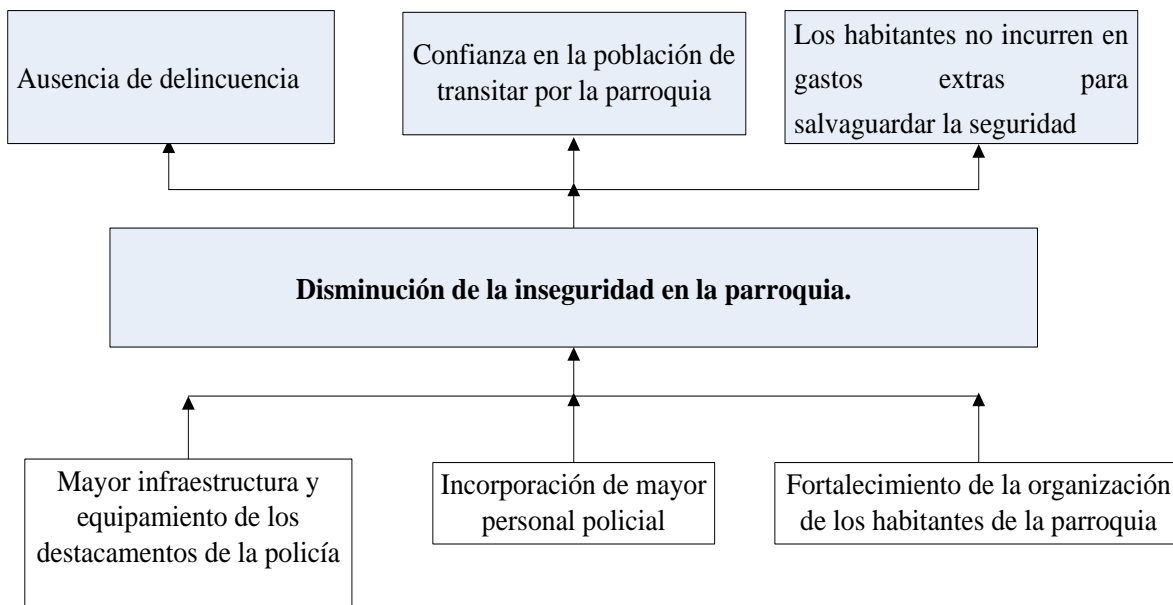 Ausencia de delincuencia
Confianza en la población de
transitar por la parroquia
Los habitantes no incurren en
gastos extras para
salvaguardar la seguridad
Disminución de la inseguridad en la parroquia.
Mayor infraestructura y
equipamiento de los
destacamentos de la policía
Incorporación de mayor
personal policial
Fortalecimiento de la organización
de los habitantes de la parroquia